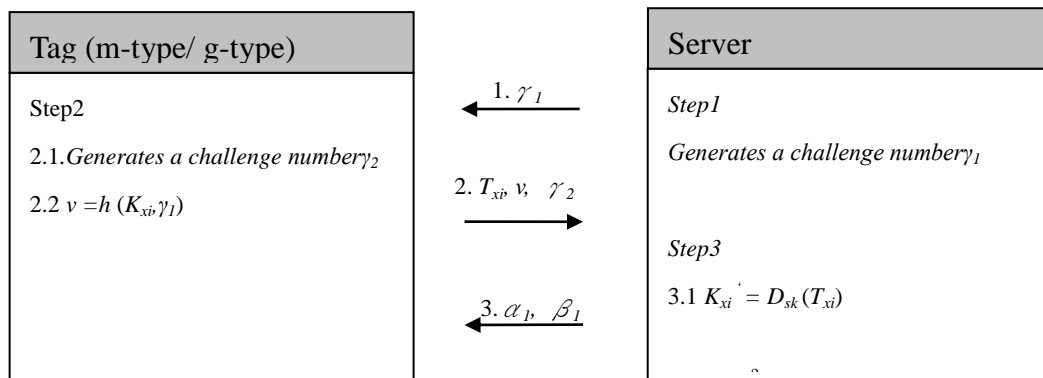 Tag (m-type/ g-type)
Step2
2.1.Generates a challenge numberγ2
2.2 v =h (Kxi,γ1)
1. γ1
2. Txi, v, γ2
3. α1, β1
Server
Step1
Generates a challenge numberγ1
Step3
3.1 Kxi‘ = Dsk(Txi)